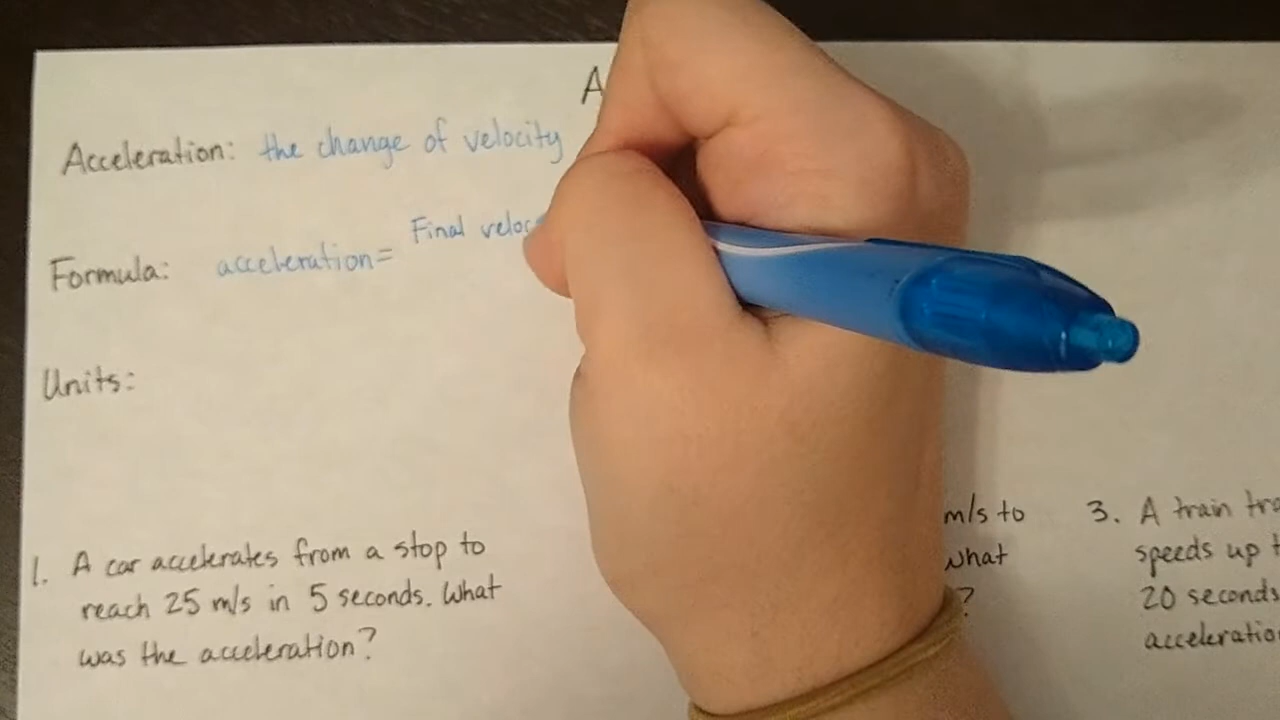 A
Acceleration: the change of velocity
Final veloc
Formula: acceleration=
Units:
1. A car accelerates from a stop to
reach 25 m/s in 5 seconds. What
was the acceleration?
m/s to
what
?
3. A train tra
speeds up t
20 seconds
acceleratio